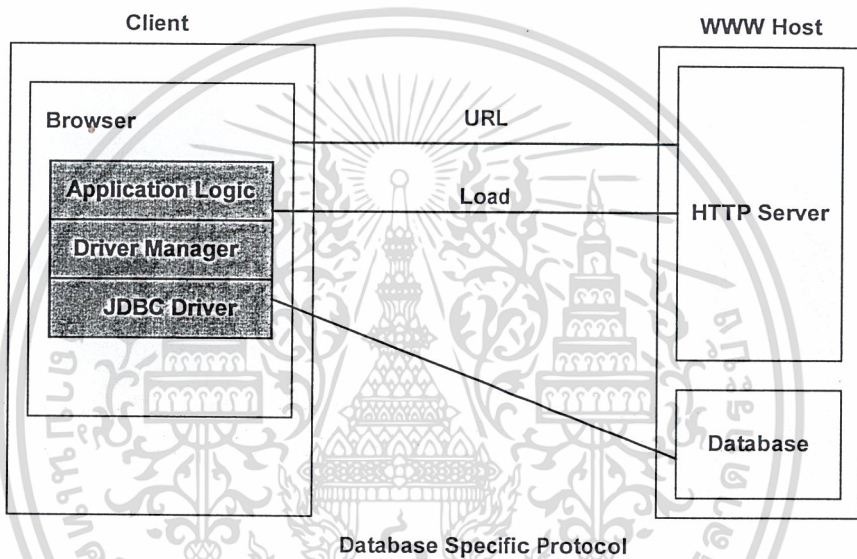 Client
WWW Host
Browser
URL
Application Logic
Load
HTTP Server
Driver Manager
JDBC Driver
Database
Database Specific Protocol